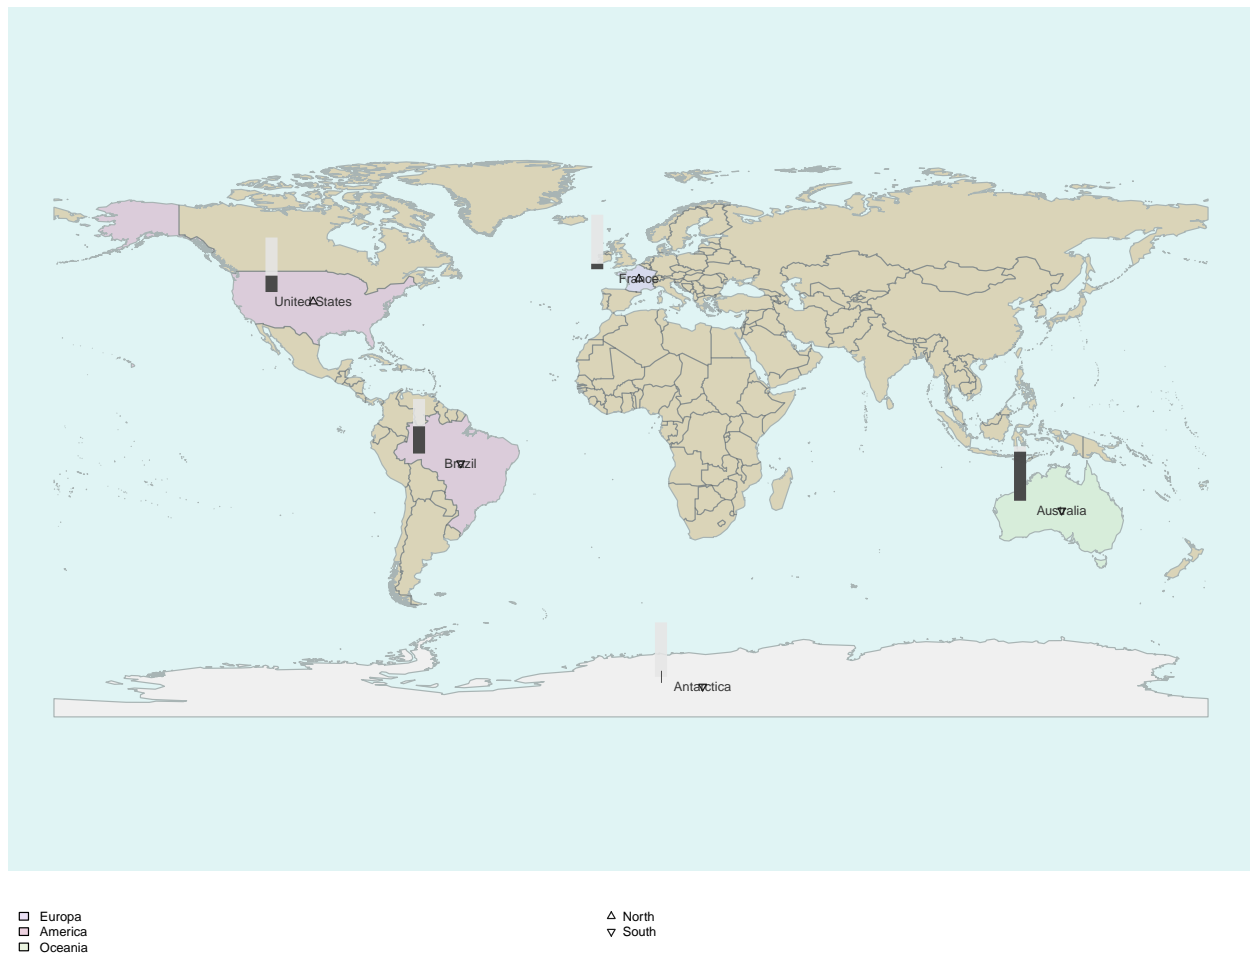 France
United States
Brazil
Australia
Antarctica
Europa
America
Oceania
North
South